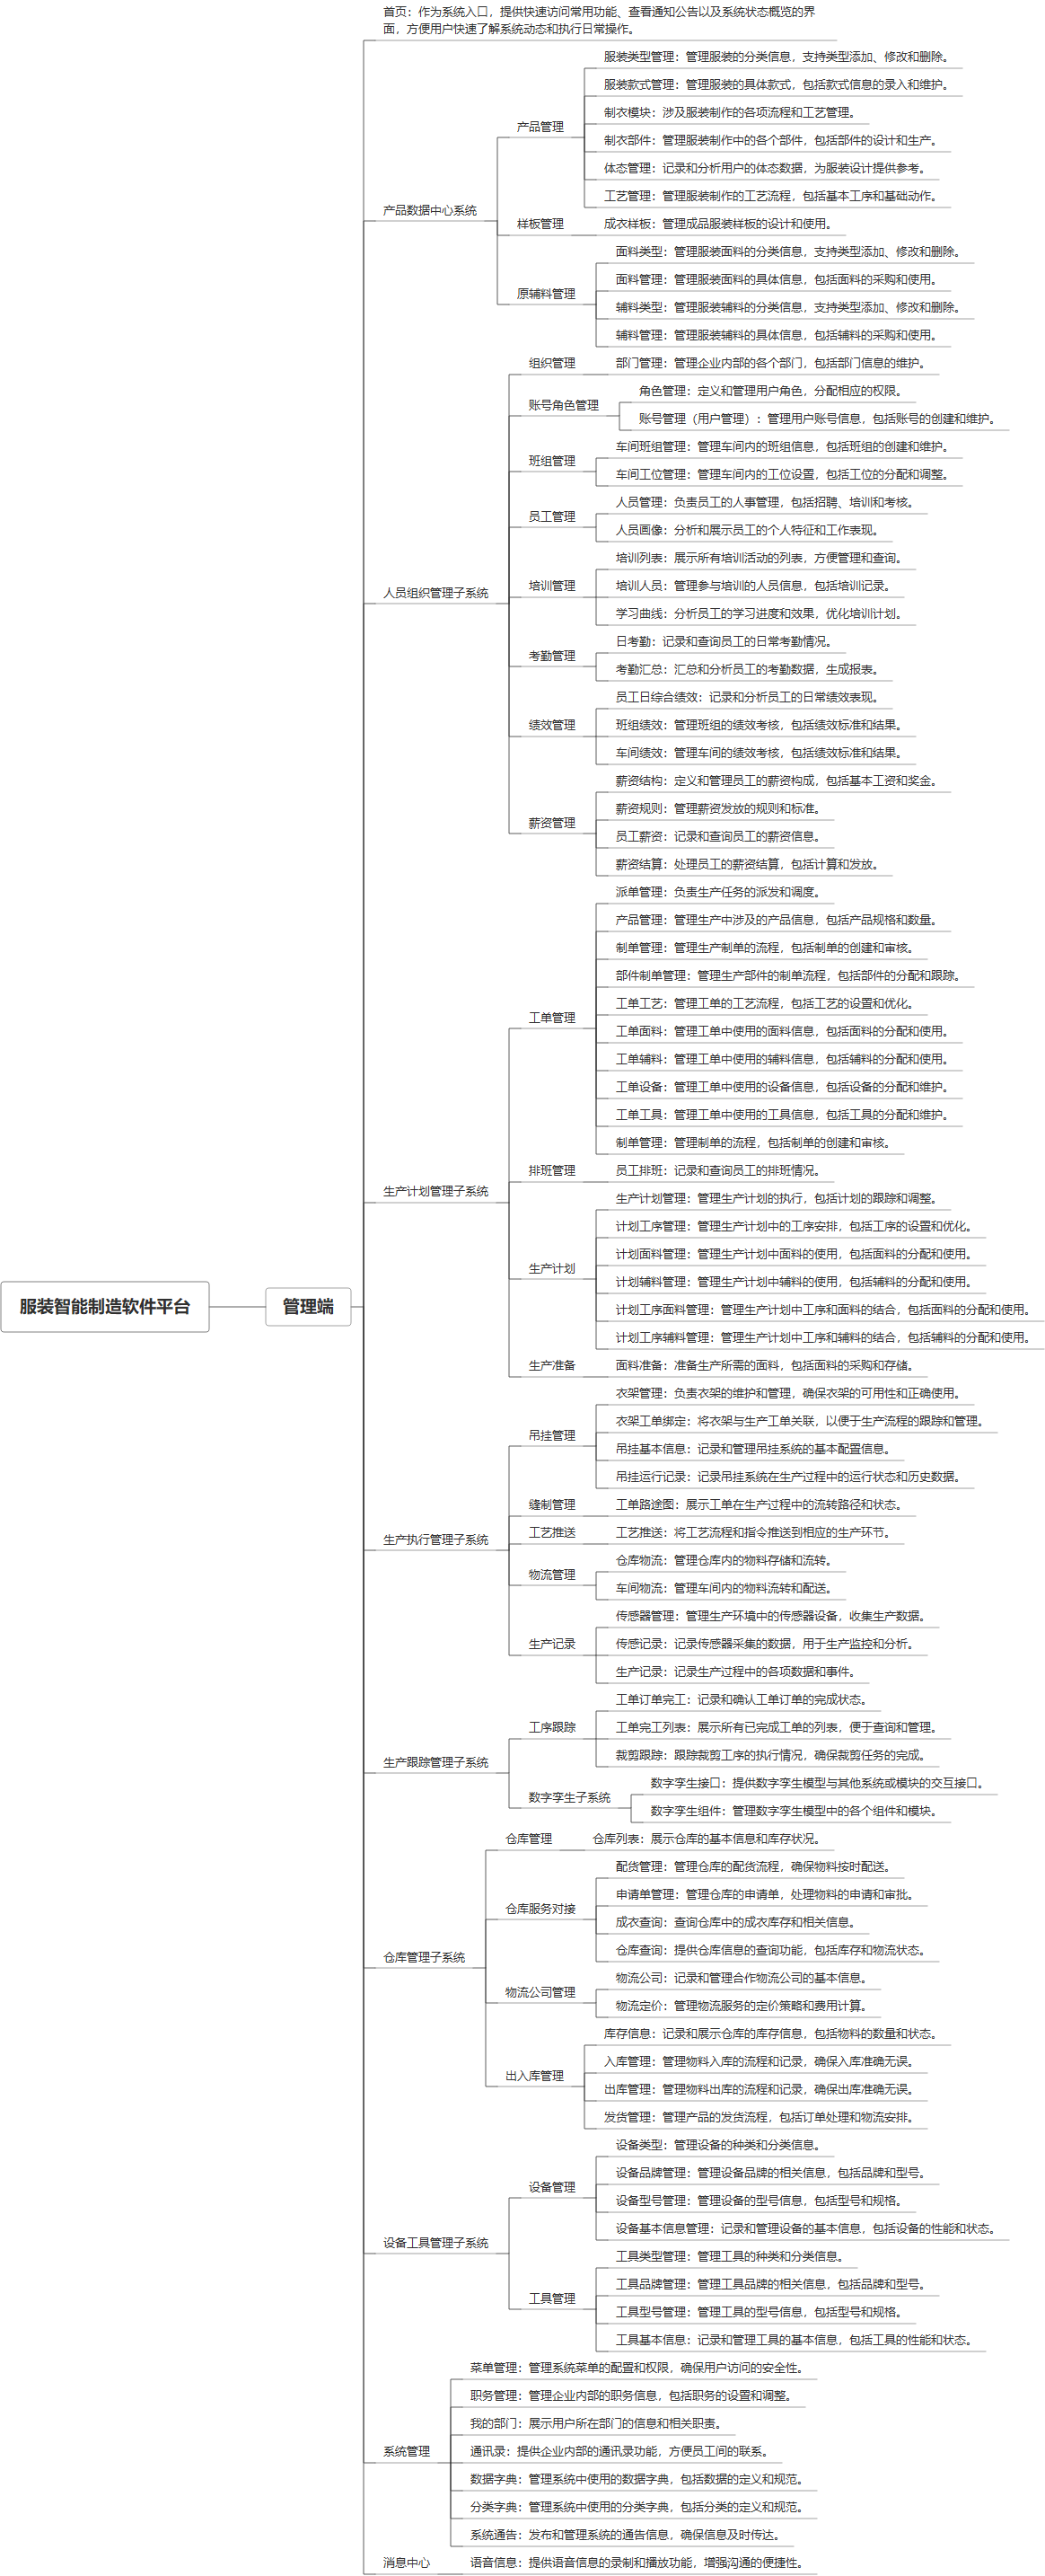 首页：作为系统入口，提供快速访问常用功能、查看通知公告以及系统状态概览的界
面，方便用户快速了解系统动态和执行日常操作。
服装类型管理：管理服装的分类信息，支持类型添加、修改和删除。
服装款式管理：管理服装的具体款式，包括款式信息的录入和维护。
制衣模块：涉及服装制作的各项流程和工艺管理。
产品管理
制衣部件：管理服装制作中的各个部件，包括部件的设计和生产。
体态管理：记录和分析用户的体态数据，为服装设计提供参考。
工艺管理：管理服装制作的工艺流程，包括基本工序和基础动作。
产品数据中心系统
样板管理
成衣样板：管理成品服装样板的设计和使用。
面料类型：管理服装面料的分类信息，支持类型添加、修改和删除。
面料管理：管理服装面料的具体信息，包括面料的采购和使用。
原辅料管理
辅料类型：管理服装辅料的分类信息，支持类型添加、修改和删除。
辅料管理：管理服装辅料的具体信息，包括辅料的采购和使用。
组织管理
部门管理：管理企业内部的各个部门，包括部门信息的维护。
角色管理：定义和管理用户角色，分配相应的权限。
账号角色管理
账号管理（用户管理）：管理用户账号信息，包括账号的创建和维护。
车间班组管理：管理车间内的班组信息，包括班组的创建和维护。
班组管理
车间工位管理：管理车间内的工位设置，包括工位的分配和调整。
人员管理：负责员工的人事管理，包括招聘、培训和考核。
员工管理
人员画像：分析和展示员工的个人特征和工作表现。
培训列表：展示所有培训活动的列表，方便管理和查询。
人员组织管理子系统
培训管理
培训人员：管理参与培训的人员信息，包括培训记录。
学习曲线：分析员工的学习进度和效果，优化培训计划。
日考勤：记录和查询员工的日常考勤情况。
考勤管理
考勤汇总：汇总和分析员工的考勤数据，生成报表。
员工日综合绩效：记录和分析员工的日常绩效表现。
绩效管理
班组绩效：管理班组的绩效考核，包括绩效标准和结果。
车间绩效：管理车间的绩效考核，包括绩效标准和结果。
薪资结构：定义和管理员工的薪资构成，包括基本工资和奖金。
薪资规则：管理薪资发放的规则和标准。
薪资管理
员工薪资：记录和查询员工的薪资信息。
薪资结算：处理员工的薪资结算，包括计算和发放。
派单管理：负责生产任务的派发和调度。
产品管理：管理生产中涉及的产品信息，包括产品规格和数量。
制单管理：管理生产制单的流程，包括制单的创建和审核。
部件制单管理：管理生产部件的制单流程，包括部件的分配和跟踪。
工单工艺：管理工单的工艺流程，包括工艺的设置和优化。
工单管理
工单面料：管理工单中使用的面料信息，包括面料的分配和使用。
工单辅料：管理工单中使用的辅料信息，包括辅料的分配和使用。
工单设备：管理工单中使用的设备信息，包括设备的分配和维护。
工单工具：管理工单中使用的工具信息，包括工具的分配和维护。
制单管理：管理制单的流程，包括制单的创建和审核。
排班管理
员工排班：记录和查询员工的排班情况。
生产计划管理子系统
生产计划管理：管理生产计划的执行，包括计划的跟踪和调整。
计划工序管理：管理生产计划中的工序安排，包括工序的设置和优化。
计划面料管理：管理生产计划中面料的使用，包括面料的分配和使用。
生产计划
计划辅料管理：管理生产计划中辅料的使用，包括辅料的分配和使用。
服装智能制造软件平台
管理端
计划工序面料管理：管理生产计划中工序和面料的结合，包括面料的分配和使用。
计划工序辅料管理：管理生产计划中工序和辅料的结合，包括辅料的分配和使用。
生产准备
面料准备：准备生产所需的面料，包括面料的采购和存储。
衣架管理：负责衣架的维护和管理，确保衣架的可用性和正确使用。
衣架工单绑定：将衣架与生产工单关联，以便于生产流程的跟踪和管理。
吊挂管理
吊挂基本信息：记录和管理吊挂系统的基本配置信息。
吊挂运行记录：记录吊挂系统在生产过程中的运行状态和历史数据。
缝制管理
工单路途图：展示工单在生产过程中的流转路径和状态。
生产执行管理子系统
工艺推送
工艺推送：将工艺流程和指令推送到相应的生产环节。
仓库物流：管理仓库内的物料存储和流转。
物流管理
车间物流：管理车间内的物料流转和配送。
传感器管理：管理生产环境中的传感器设备，收集生产数据。
生产记录
传感记录：记录传感器采集的数据，用于生产监控和分析。
生产记录：记录生产过程中的各项数据和事件。
工单订单完工：记录和确认工单订单的完成状态。
工序跟踪
工单完工列表：展示所有已完成工单的列表，便于查询和管理。
裁剪跟踪：跟踪裁剪工序的执行情况，确保裁剪任务的完成。
生产跟踪管理子系统
数字孪生接口：提供数字孪生模型与其他系统或模块的交互接口。
数字孪生子系统
数字孪生组件：管理数字孪生模型中的各个组件和模块。
仓库管理
仓库列表：展示仓库的基本信息和库存状况。
配货管理：管理仓库的配货流程，确保物料按时配送。
申请单管理：管理仓库的申请单，处理物料的申请和审批。
仓库服务对接
成衣查询：查询仓库中的成衣库存和相关信息。
仓库查询：提供仓库信息的查询功能，包括库存和物流状态。
仓库管理子系统
物流公司：记录和管理合作物流公司的基本信息。
物流公司管理
物流定价：管理物流服务的定价策略和费用计算。
库存信息：记录和展示仓库的库存信息，包括物料的数量和状态。
入库管理：管理物料入库的流程和记录，确保入库准确无误。
出入库管理
出库管理：管理物料出库的流程和记录，确保出库准确无误。
发货管理：管理产品的发货流程，包括订单处理和物流安排。
设备类型：管理设备的种类和分类信息。
设备品牌管理：管理设备品牌的相关信息，包括品牌和型号。
设备管理
设备型号管理：管理设备的型号信息，包括型号和规格。
设备基本信息管理：记录和管理设备的基本信息，包括设备的性能和状态。
设备工具管理子系统
工具类型管理：管理工具的种类和分类信息。
工具品牌管理：管理工具品牌的相关信息，包括品牌和型号。
工具管理
工具型号管理：管理工具的型号信息，包括型号和规格。
工具基本信息：记录和管理工具的基本信息，包括工具的性能和状态。
菜单管理：管理系统菜单的配置和权限，确保用户访问的安全性。
职务管理：管理企业内部的职务信息，包括职务的设置和调整。
我的部门：展示用户所在部门的信息和相关职责。
系统管理
通讯录：提供企业内部的通讯录功能，方便员工间的联系。
数据字典：管理系统中使用的数据字典，包括数据的定义和规范。
分类字典：管理系统中使用的分类字典，包括分类的定义和规范。
系统通告：发布和管理系统的通告信息，确保信息及时传达。
消息中心
语音信息：提供语音信息的录制和播放功能，增强沟通的便捷性。